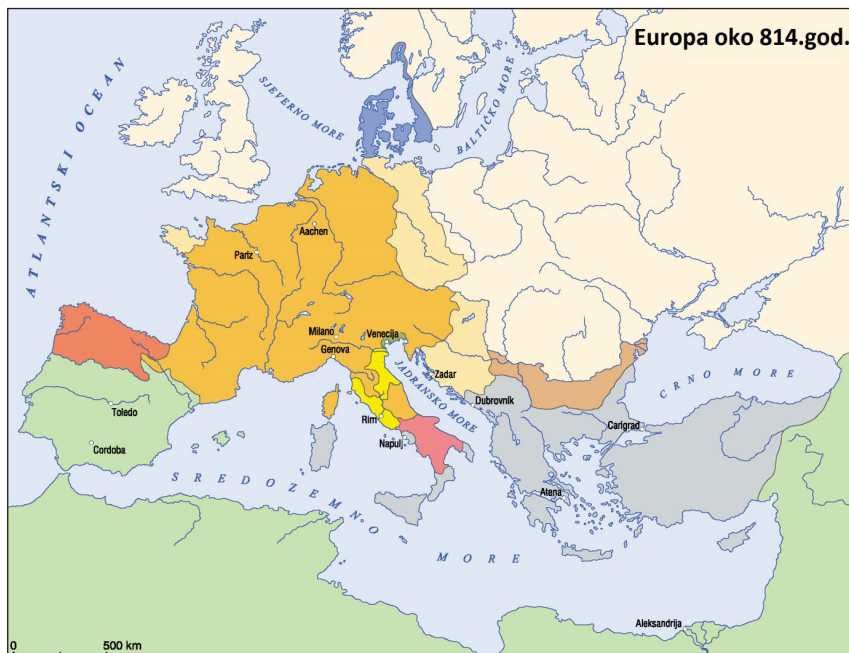 Europa oko 814.god.
ATLANTSKI OCEAN
SJEVERNO MORE
BALTIČKO MORE
Aachen
Pariz
Milano
Venecija
Genova
Zadar
JADRANSKO MORE
Dubrovnik
CRNO MORE
Toledo
Rim
Carigrad
Cordoba
Napulj
Atena
SREDOZEMNO MORE
Aleksandrija
0 500 km